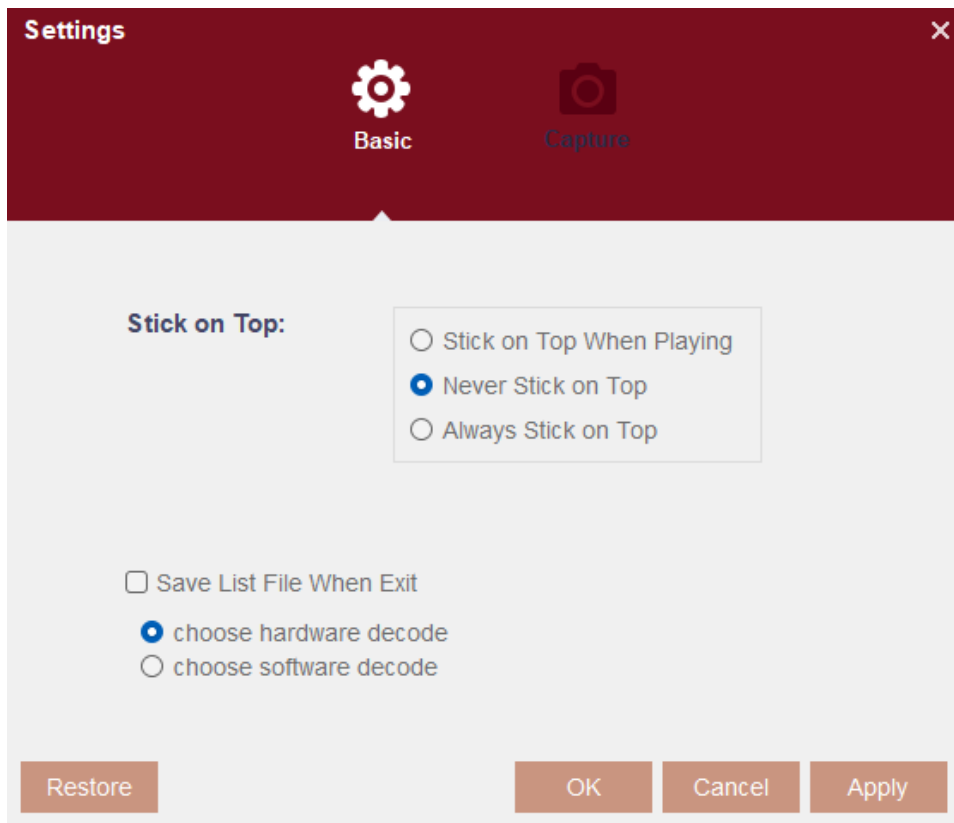 Settings
Basic
Capture
Stick on Top:
Stick on Top When Playing
Never Stick on Top
Always Stick on Top
Save List File When Exit
choose hardware decode
choose software decode
Restore
OK
Cancel
Apply